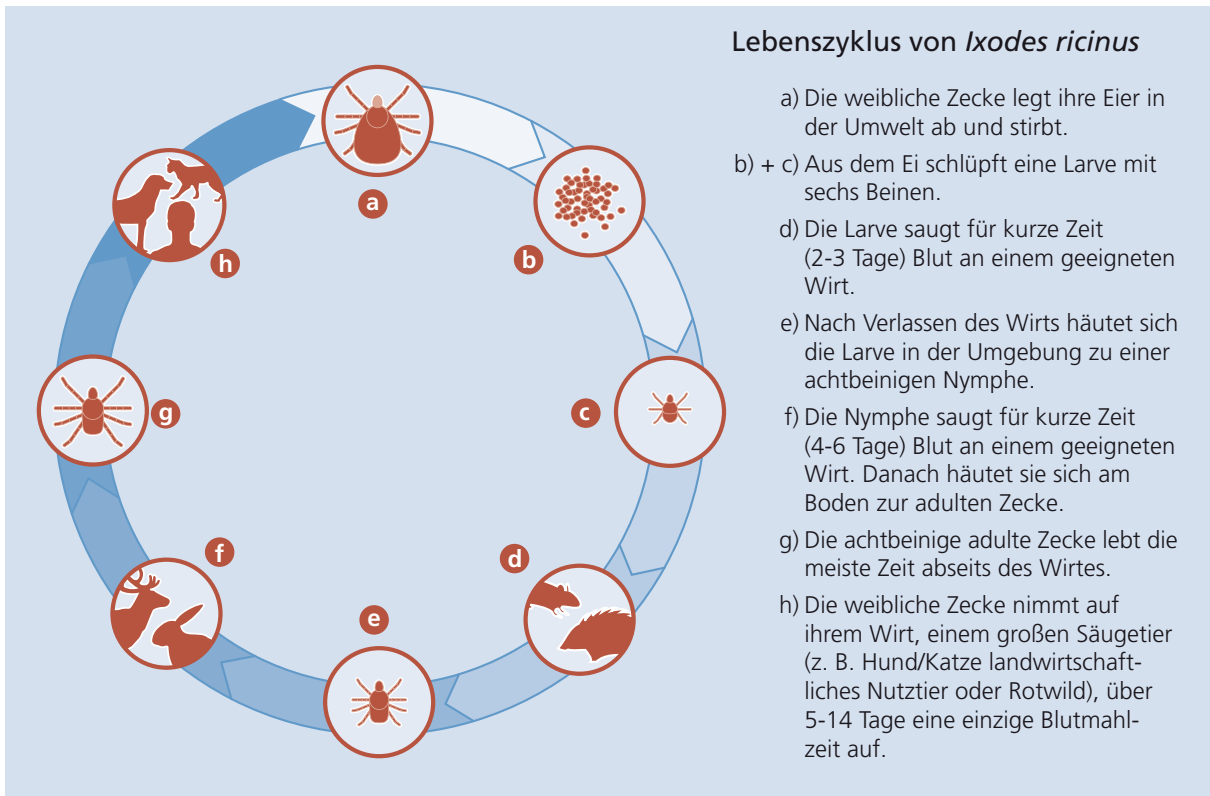 Lebenszyklus von Ixodes ricinus
a) Die weibliche Zecke legt ihre Eier in
der Umwelt ab und stirbt.
b) + c) Aus dem Ei schlüpft eine Larve mit
sechs Beinen.
d) Die Larve saugt für kurze Zeit
(2-3 Tage) Blut an einem geeigneten
Wirt.
e) Nach Verlassen des Wirts häutet sich
die Larve in der Umgebung zu einer
achtbeinigen Nymphe.
f) Die Nymphe saugt für kurze Zeit
(4-6 Tage) Blut an einem geeigneten
Wirt. Danach häutet sie sich am
Boden zur adulten Zecke.
g) Die achtbeinige adulte Zecke lebt die
meiste Zeit abseits des Wirtes.
h) Die weibliche Zecke nimmt auf
ihrem Wirt, einem großen Säugetier
(z. B. Hund/Katze landwirtschaft-
liches Nutztier oder Rotwild), über
5-14 Tage eine einzige Blutmahl-
zeit auf.
a
b
c
d
e
f
g
h